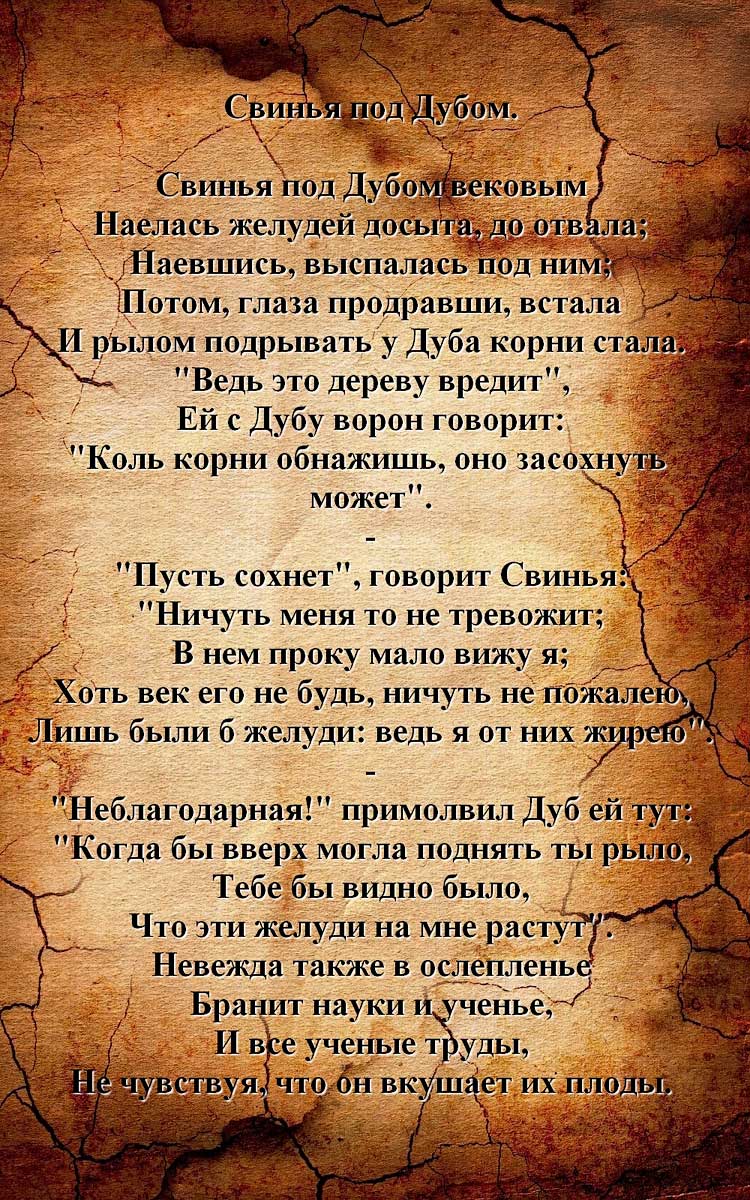 Свинья под Дубом.
Свинья под Дубом вековым
Наелась желудей досыта, до отвала;
Наевшись, выспалась под ним;
Потом, глаза продравши, встала
И рылом подрывать у Дуба корни стала.
"Ведь это дереву вредит",
Ей с Дубу ворон говорит:
"Коль корни обнажишь, оно засохнуть
может".
-
"Пусть сохнет", говорит Свинья:
"Ничуть меня то не тревожит;
В нем проку мало вижу я;
Хоть век его не будь, ничуть не пожалею,
Лишь были б желуди: ведь я от них жирею".
-
"Неблагодарная!" примолвил Дуб ей тут:
"Когда бы вверх могла поднять ты рыло,
Тебе бы видно было,
Что эти желуди на мне растут".
Невежда также в ослепленье
Бранит науки и ученье,
И все ученые труды,
Не чувствуя, что он вкушает их плоды.